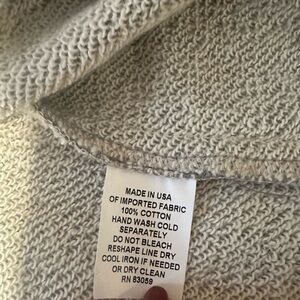 MADE IN USA
OF IMPORTED FABRIC
100% COTTON
HAND WASH COLD
SEPARATELY
DO NOT BLEACH
RESHAPE LINE DRY
COOL IRON IF NEEDED
OR DRY CLEAN
RN 83059